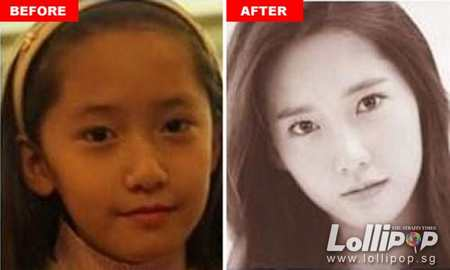 BEFORE
AFTER
THE STRAITS TIMES
LOLLIPOP
www.lollipop.sg